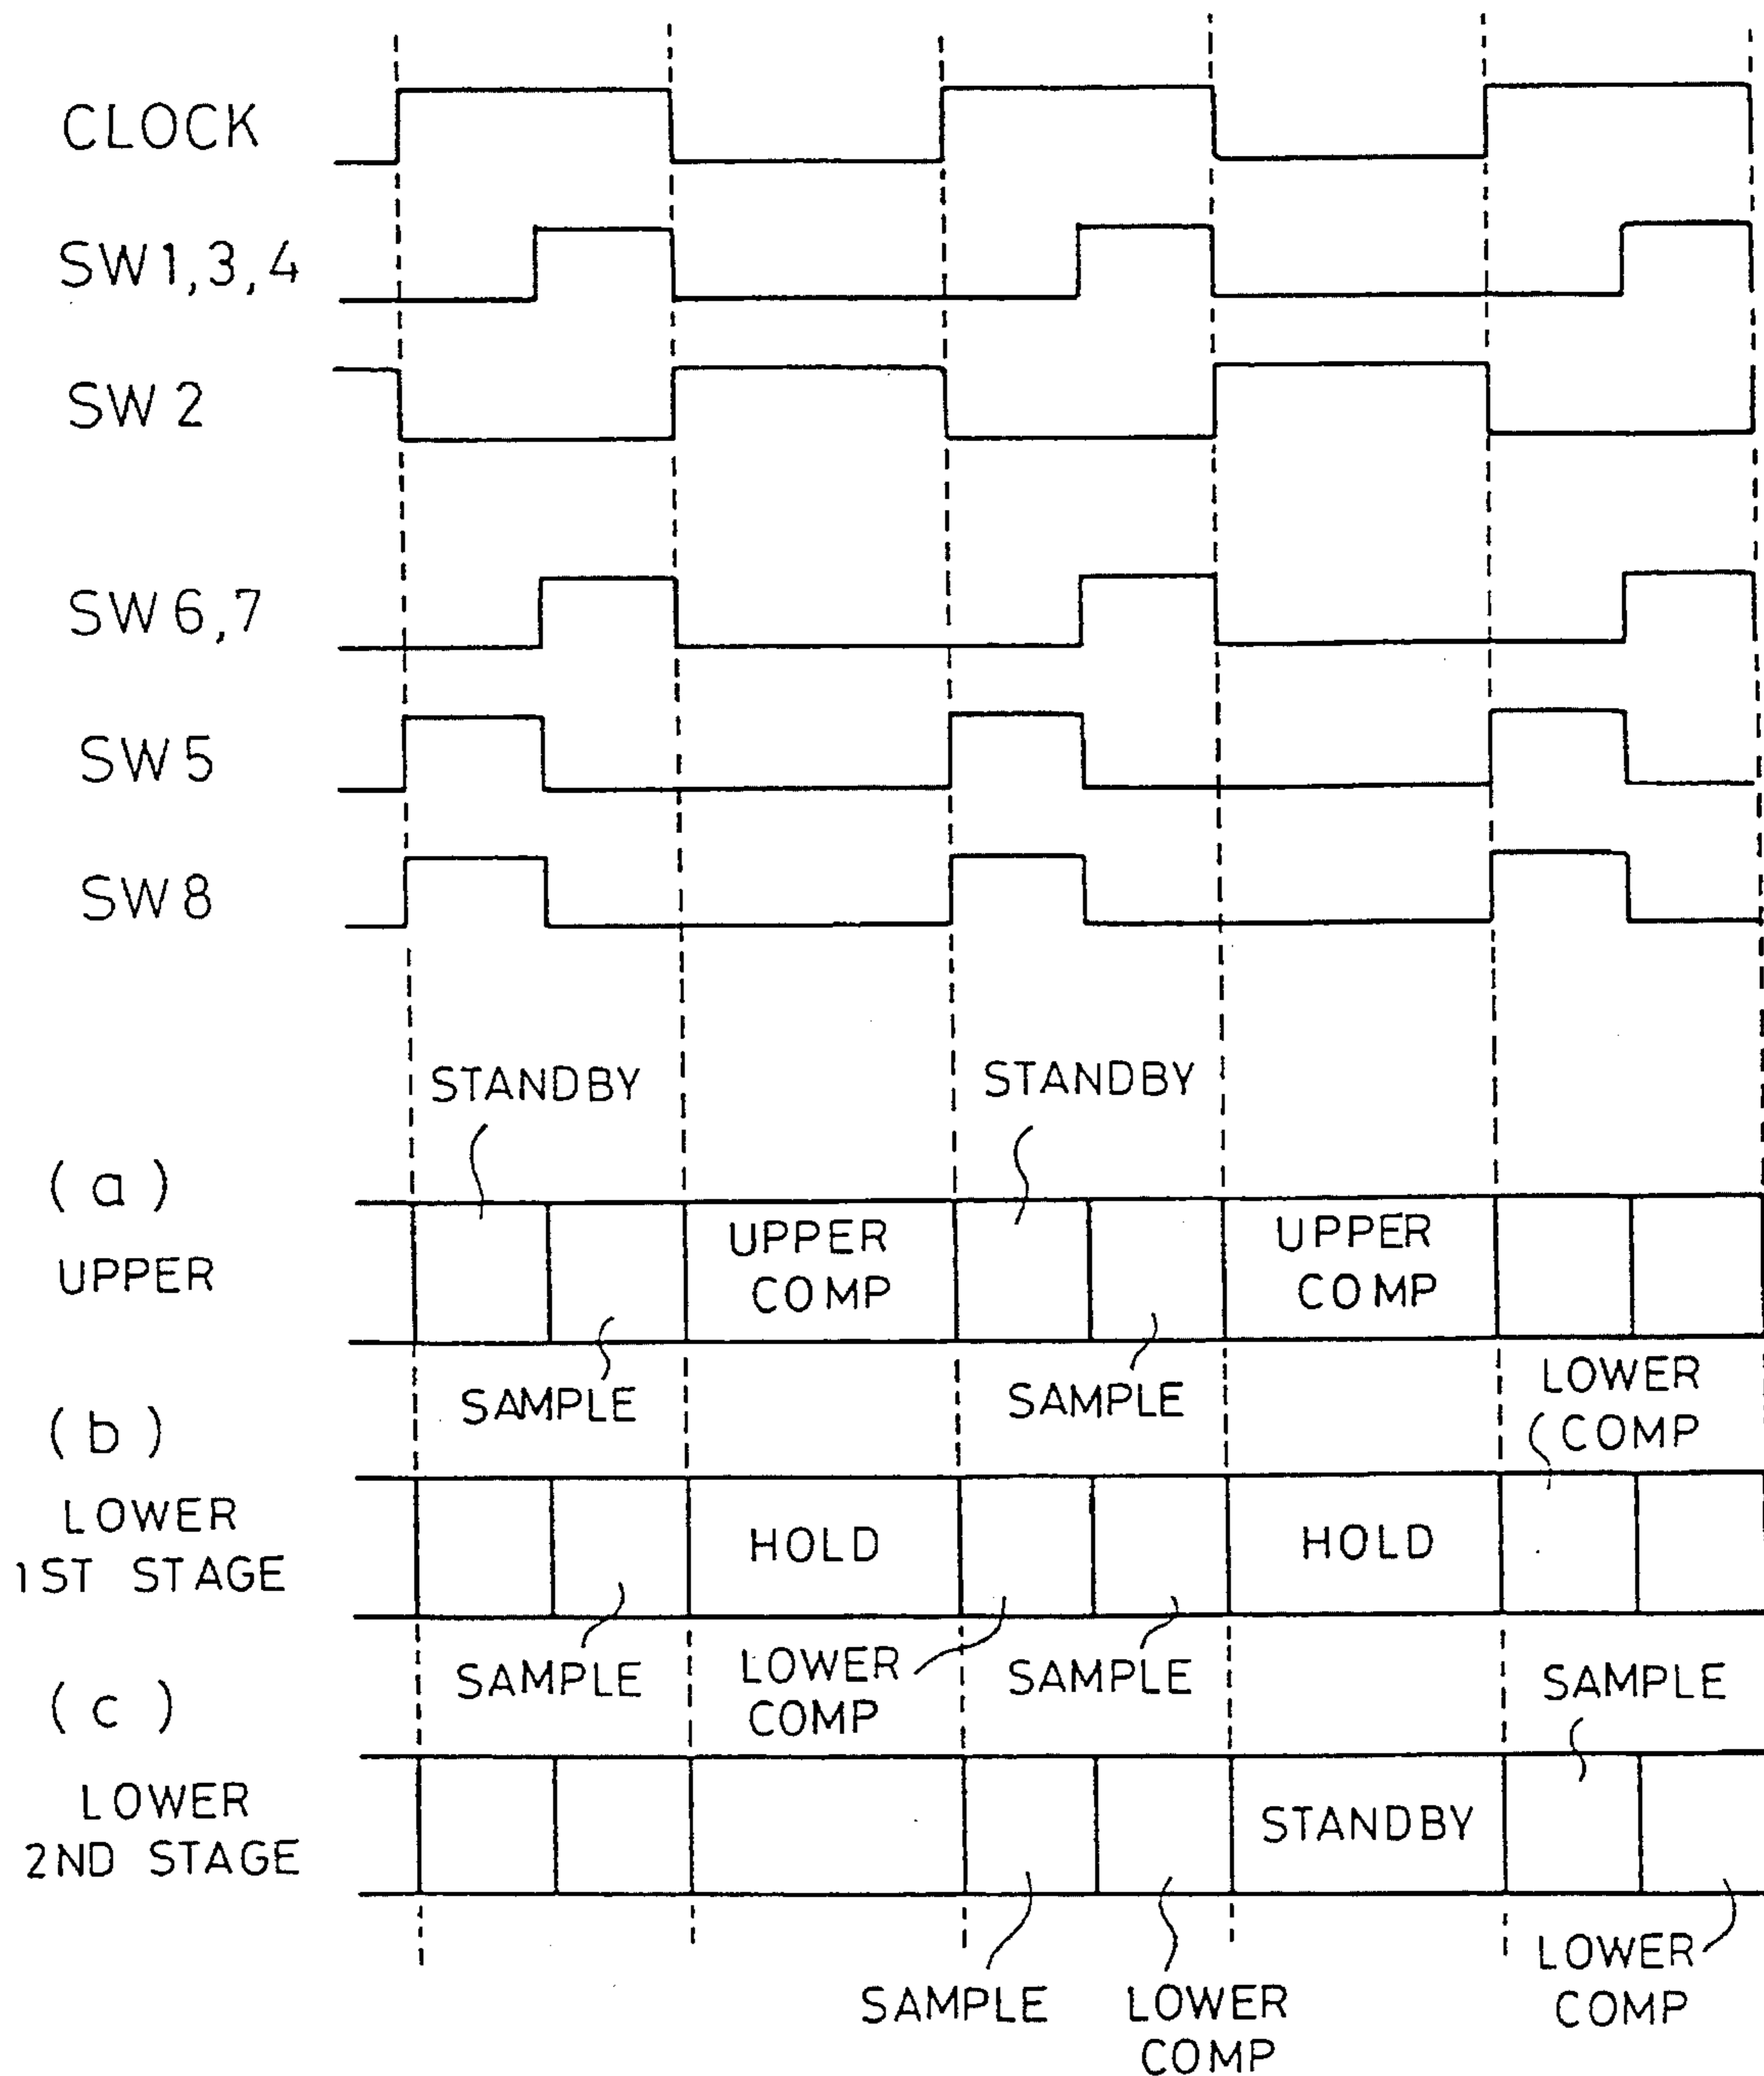 CLOCK
SW1,3,4
SW2
SW6,7
SW5
SW8
STANDBY
STANDBY
(a)
UPPER
UPPER
COMP
UPPER
COMP
SAMPLE
SAMPLE
LOWER
COMP
(b)
LOWER
1ST STAGE
HOLD
HOLD
SAMPLE
LOWER
COMP
SAMPLE
SAMPLE
(c)
LOWER
2ND STAGE
STANDBY
SAMPLE
LOWER
COMP
LOWER
COMP